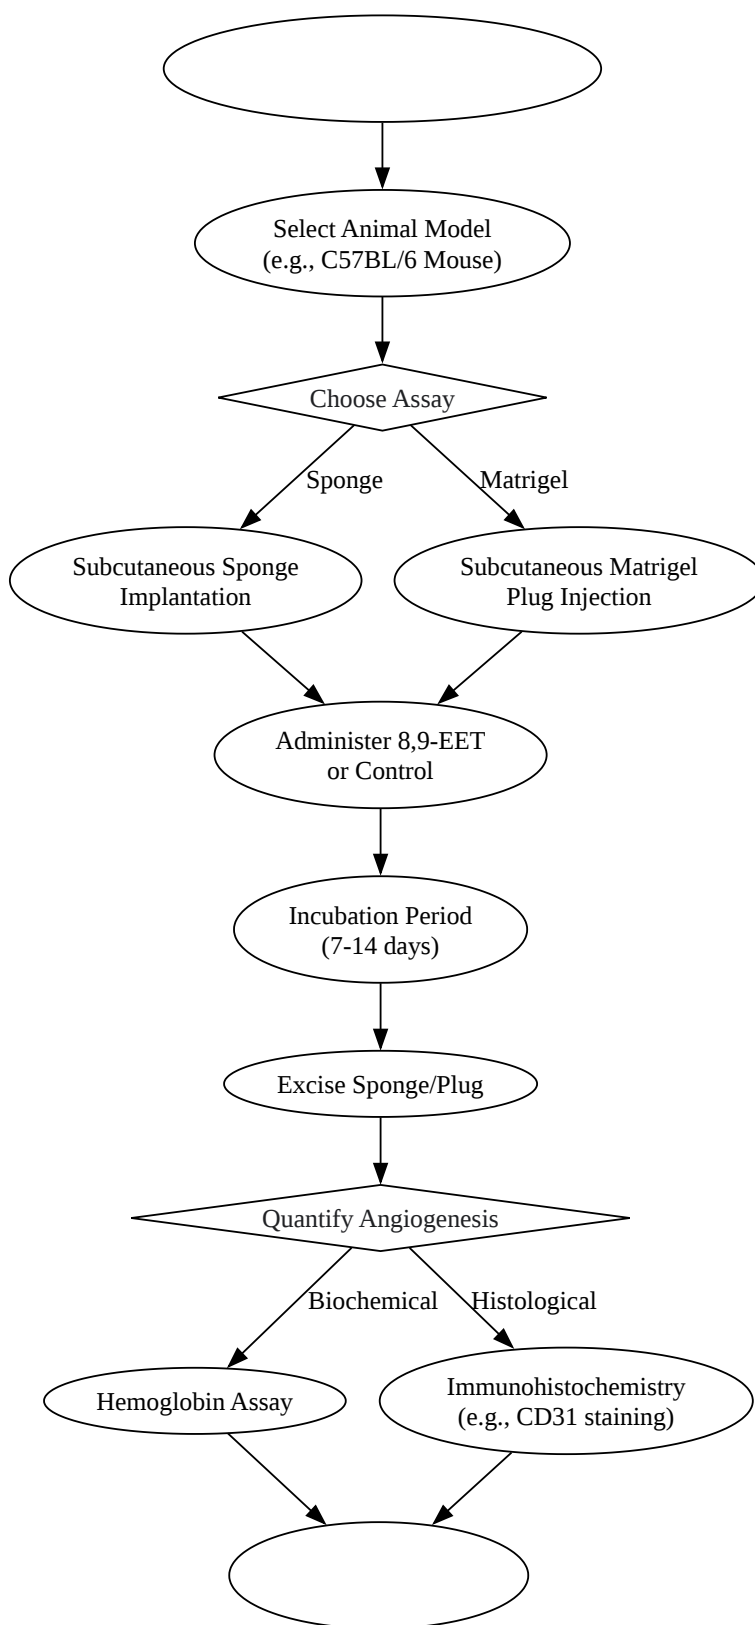 Select Animal Model
(e.g., C57BL/6 Mouse)
Choose Assay
Sponge
Matrigel
Subcutaneous Sponge
Implantation
Subcutaneous Matrigel
Plug Injection
Administer 8,9-EET
or Control
Incubation Period
(7-14 days)
Excise Sponge/Plug
Quantify Angiogenesis
Biochemical
Histological
Hemoglobin Assay
Immunohistochemistry
(e.g., CD31 staining)